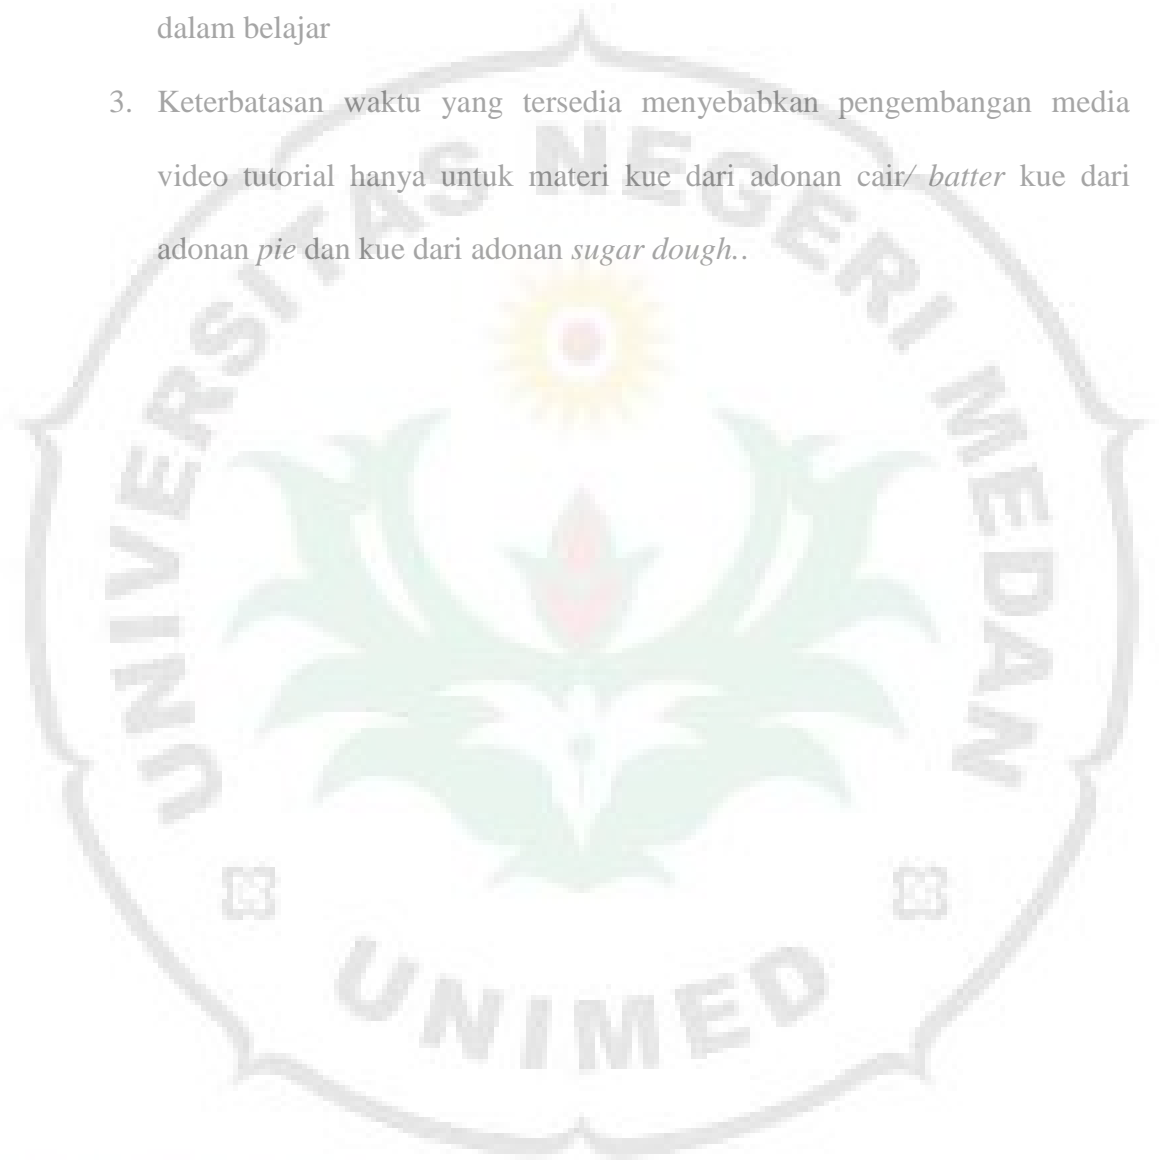 dalam belajar
3. Keterbatasan waktu yang tersedia menyebabkan pengembangan media
video tutorial hanya untuk materi kue dari adonan cair/ batter kue dari
adonan pie dan kue dari adonan sugar dough..
UNIVERSITAS NEGERI MEDAN
UNIMED